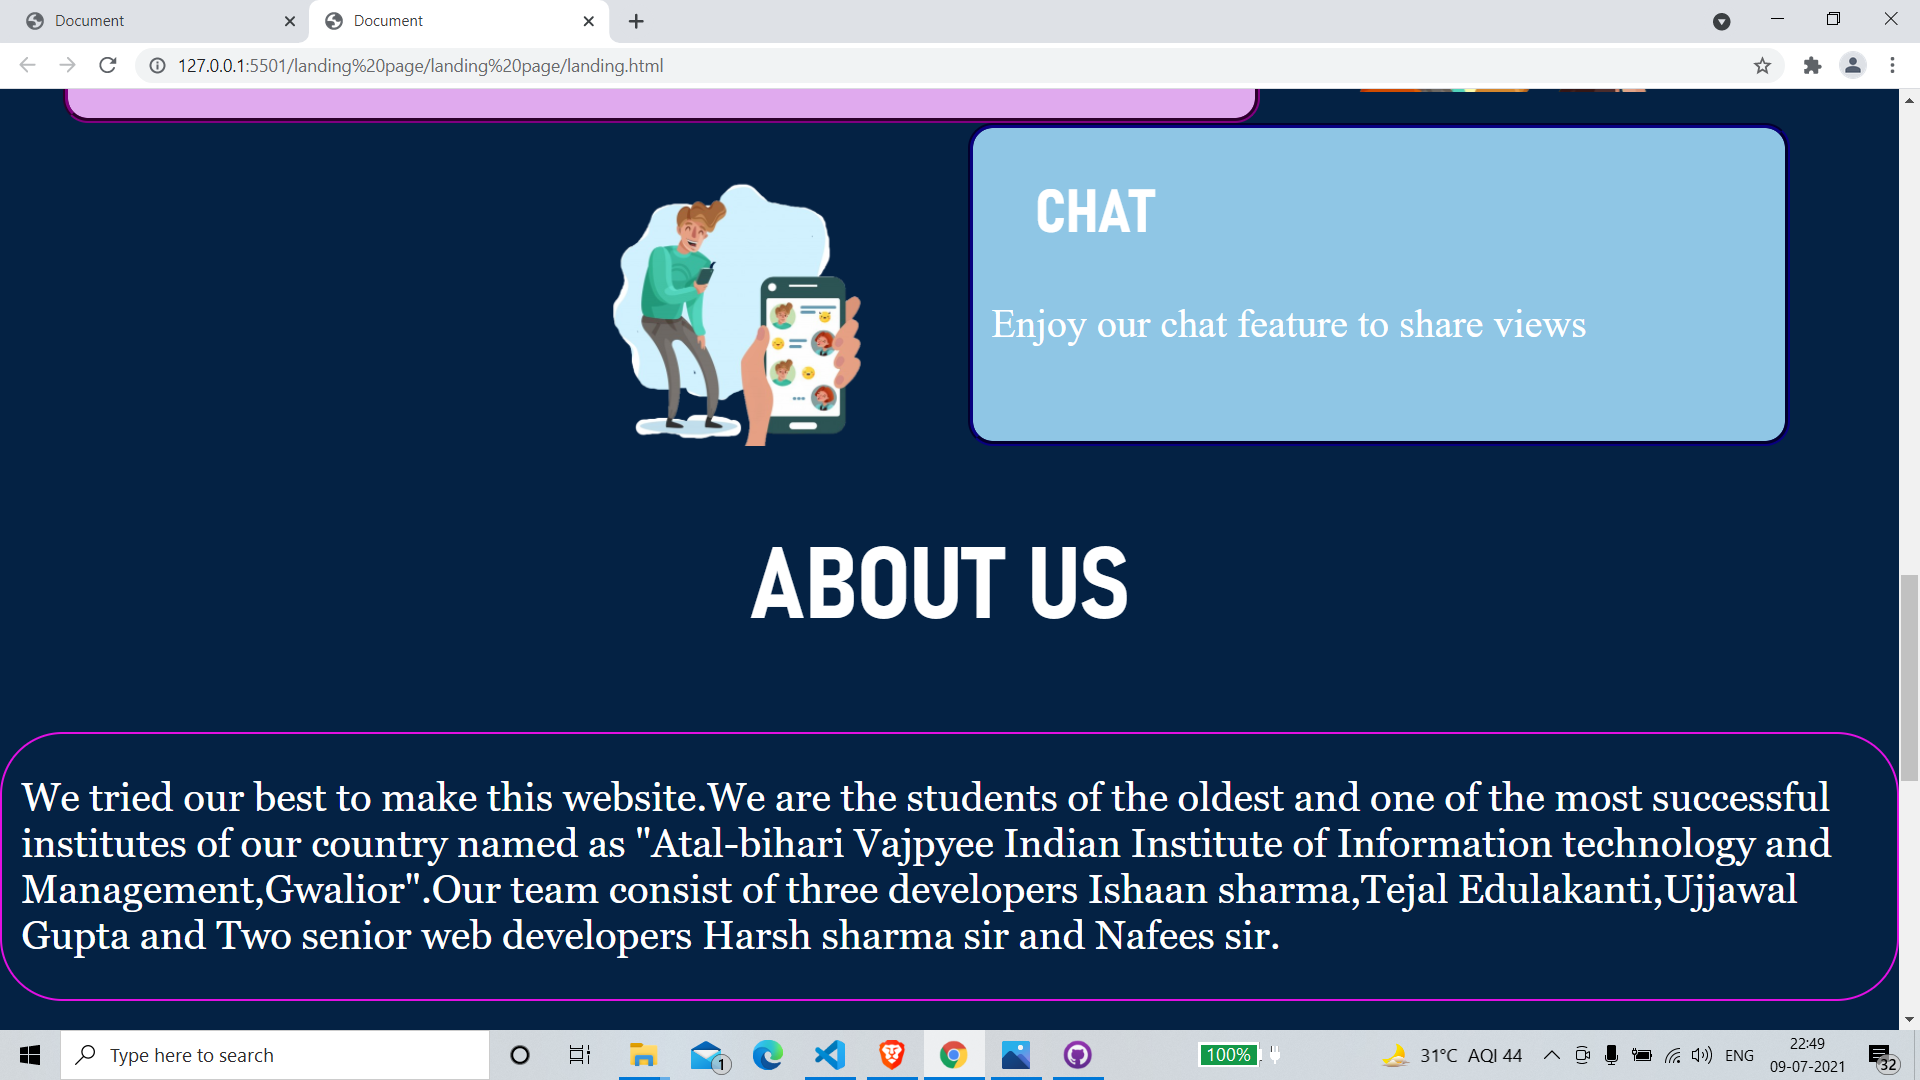 Document
Document
127.0.0.1:5501/landing%20page/landing%20page/landing.html
CHAT
Enjoy our chat feature to share views
ABOUT US
We tried our best to make this website.We are the students of the oldest and one of the most successful
institutes of our country named as "Atal-bihari Vajpyee Indian Institute of Information technology and
Management,Gwalior".Our team consist of three developers Ishaan sharma,Tejal Edulakanti,Ujjawal
Gupta and Two senior web developers Harsh sharma sir and Nafees sir.
Type here to search
1
100%
31°C AQI 44
ENG
22:49
09-07-2021
32